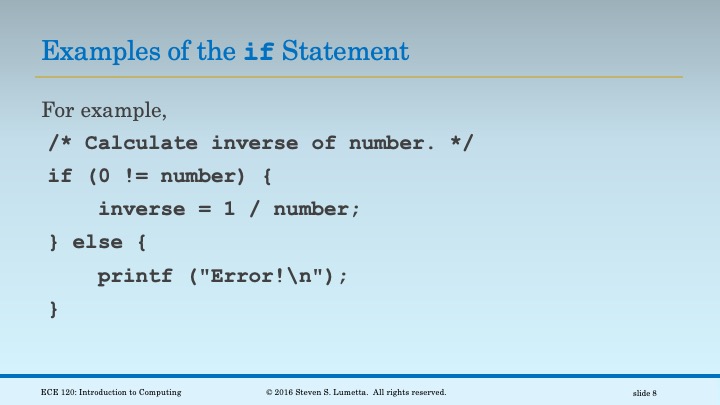 Examples of the if Statement
For example,
/* Calculate inverse of number. */
if (0 != number) {
    inverse = 1 / number;
} else {
    printf ("Error!\n");
}
ECE 120: Introduction to Computing
© 2016 Steven S. Lumetta. All rights reserved.
slide 8